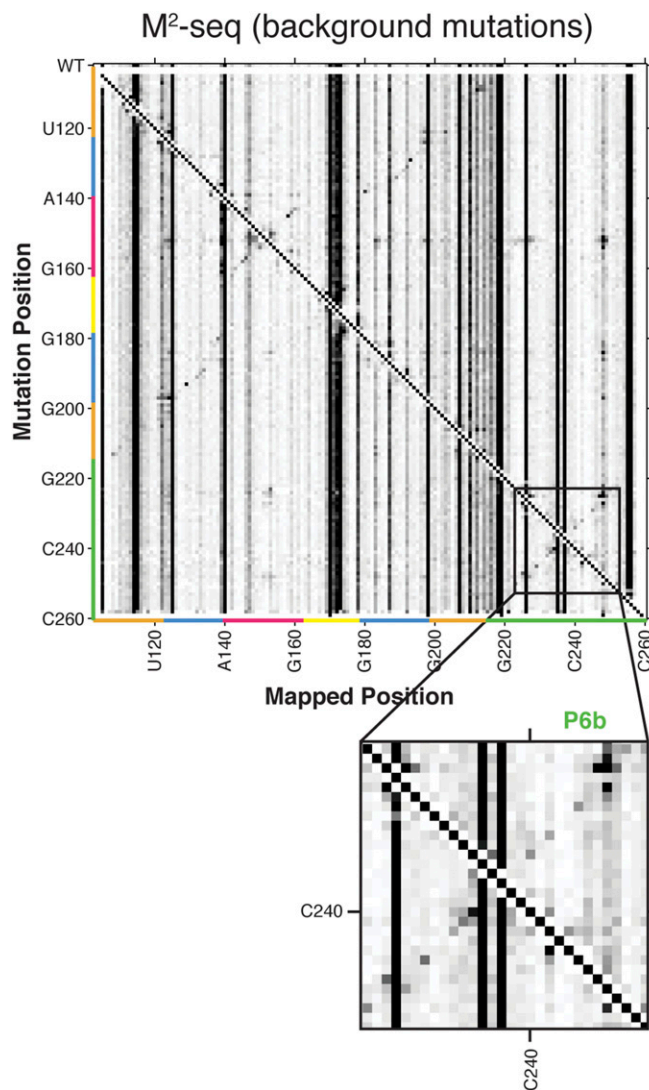 M²-seq (background mutations)
WT
U120
A140
G160
G180
G200
G220
C240
C260
Mutation Position
U120
A140
G160
G180
G200
G220
C240
C260
Mapped Position
P6b
C240
C240